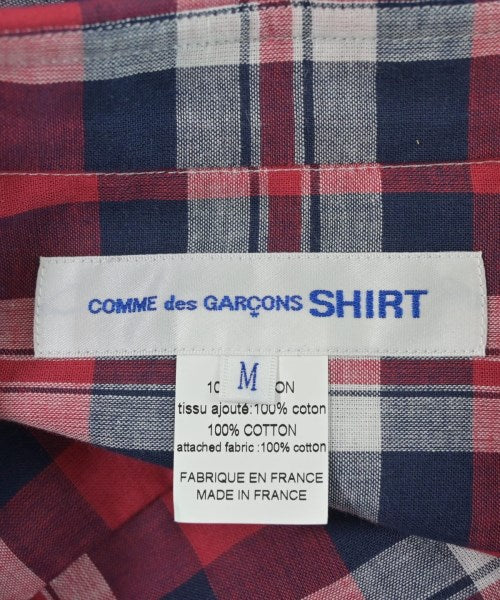 COMME des GARÇONS SHIRT
M
tissu ajouté:100% coton
100% COTTON
attached fabric :100% cotton
FABRIQUE EN FRANCE
MADE IN FRANCE